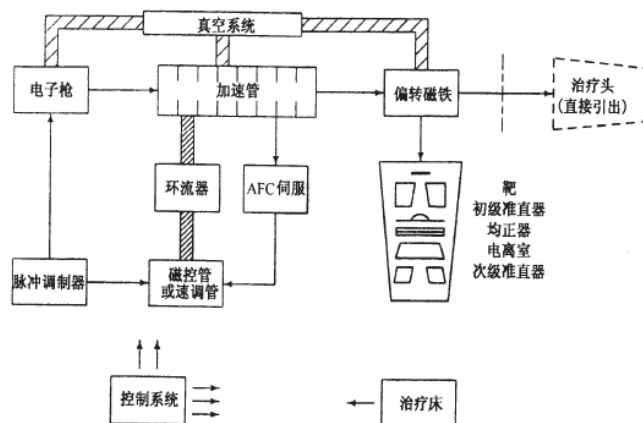 真空系统
电子枪
加速管
偏转磁铁
治疗头
(直接引出)
环流器
AFC伺服
靶
初级准直器
均正器
电离室
次级准直器
脉冲调制器
磁控管
或速调管
控制系统
治疗床